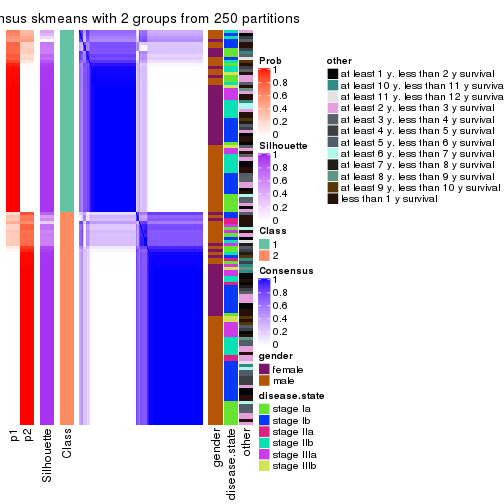 nsus skmeans with 2 groups from 250 partitions
Prob
1
0.8
0.6
0.4
0.2
0
Silhouette
1
0.8
0.6
0.4
0.2
0
Class
1
2
Consensus
1
0.8
0.6
0.4
0.2
0
gender
female
male
disease.state
stage Ia
stage Ib
stage IIa
stage IIb
stage IIIa
stage IIIb
other
at least 1 y. less than 2 y survival
at least 10 y. less than 11 y survival
at least 11 y. less than 12 y survival
at least 2 y. less than 3 y survival
at least 3 y. less than 4 y survival
at least 4 y. less than 5 y survival
at least 5 y. less than 6 y survival
at least 6 y. less than 7 y survival
at least 7 y. less than 8 y survival
at least 8 y. less than 9 y survival
at least 9 y. less than 10 y survival
less than 1 y survival
p1
p2
Silhouette
Class
gender
disease.state
other